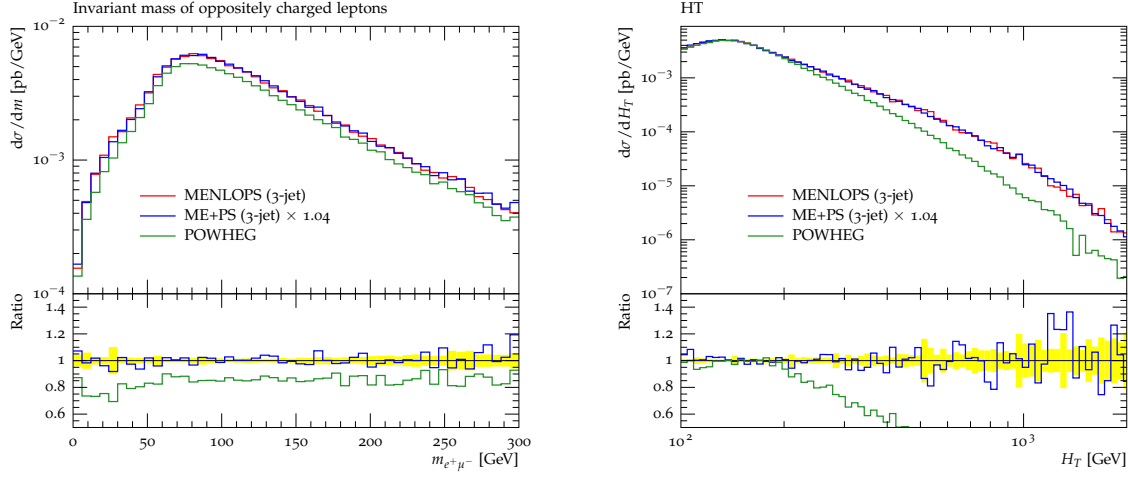 Invariant mass of oppositely charged leptons
10⁻²
10⁻³
10⁻⁴
dσ/dm [pb/GeV]
MENLOPS (3-jet)
ME+PS (3-jet) × 1.04
POWHEG
1.4
1.2
1
0.8
0.6
Ratio
0 50 100 150 200 250 300
m_{e⁺μ⁻} [GeV]
HT
10⁻³
10⁻⁴
10⁻⁵
10⁻⁶
10⁻⁷
dσ/dH_T [pb/GeV]
MENLOPS (3-jet)
ME+PS (3-jet) × 1.04
POWHEG
1.4
1.2
1
0.8
0.6
Ratio
10² 10³
H_T [GeV]